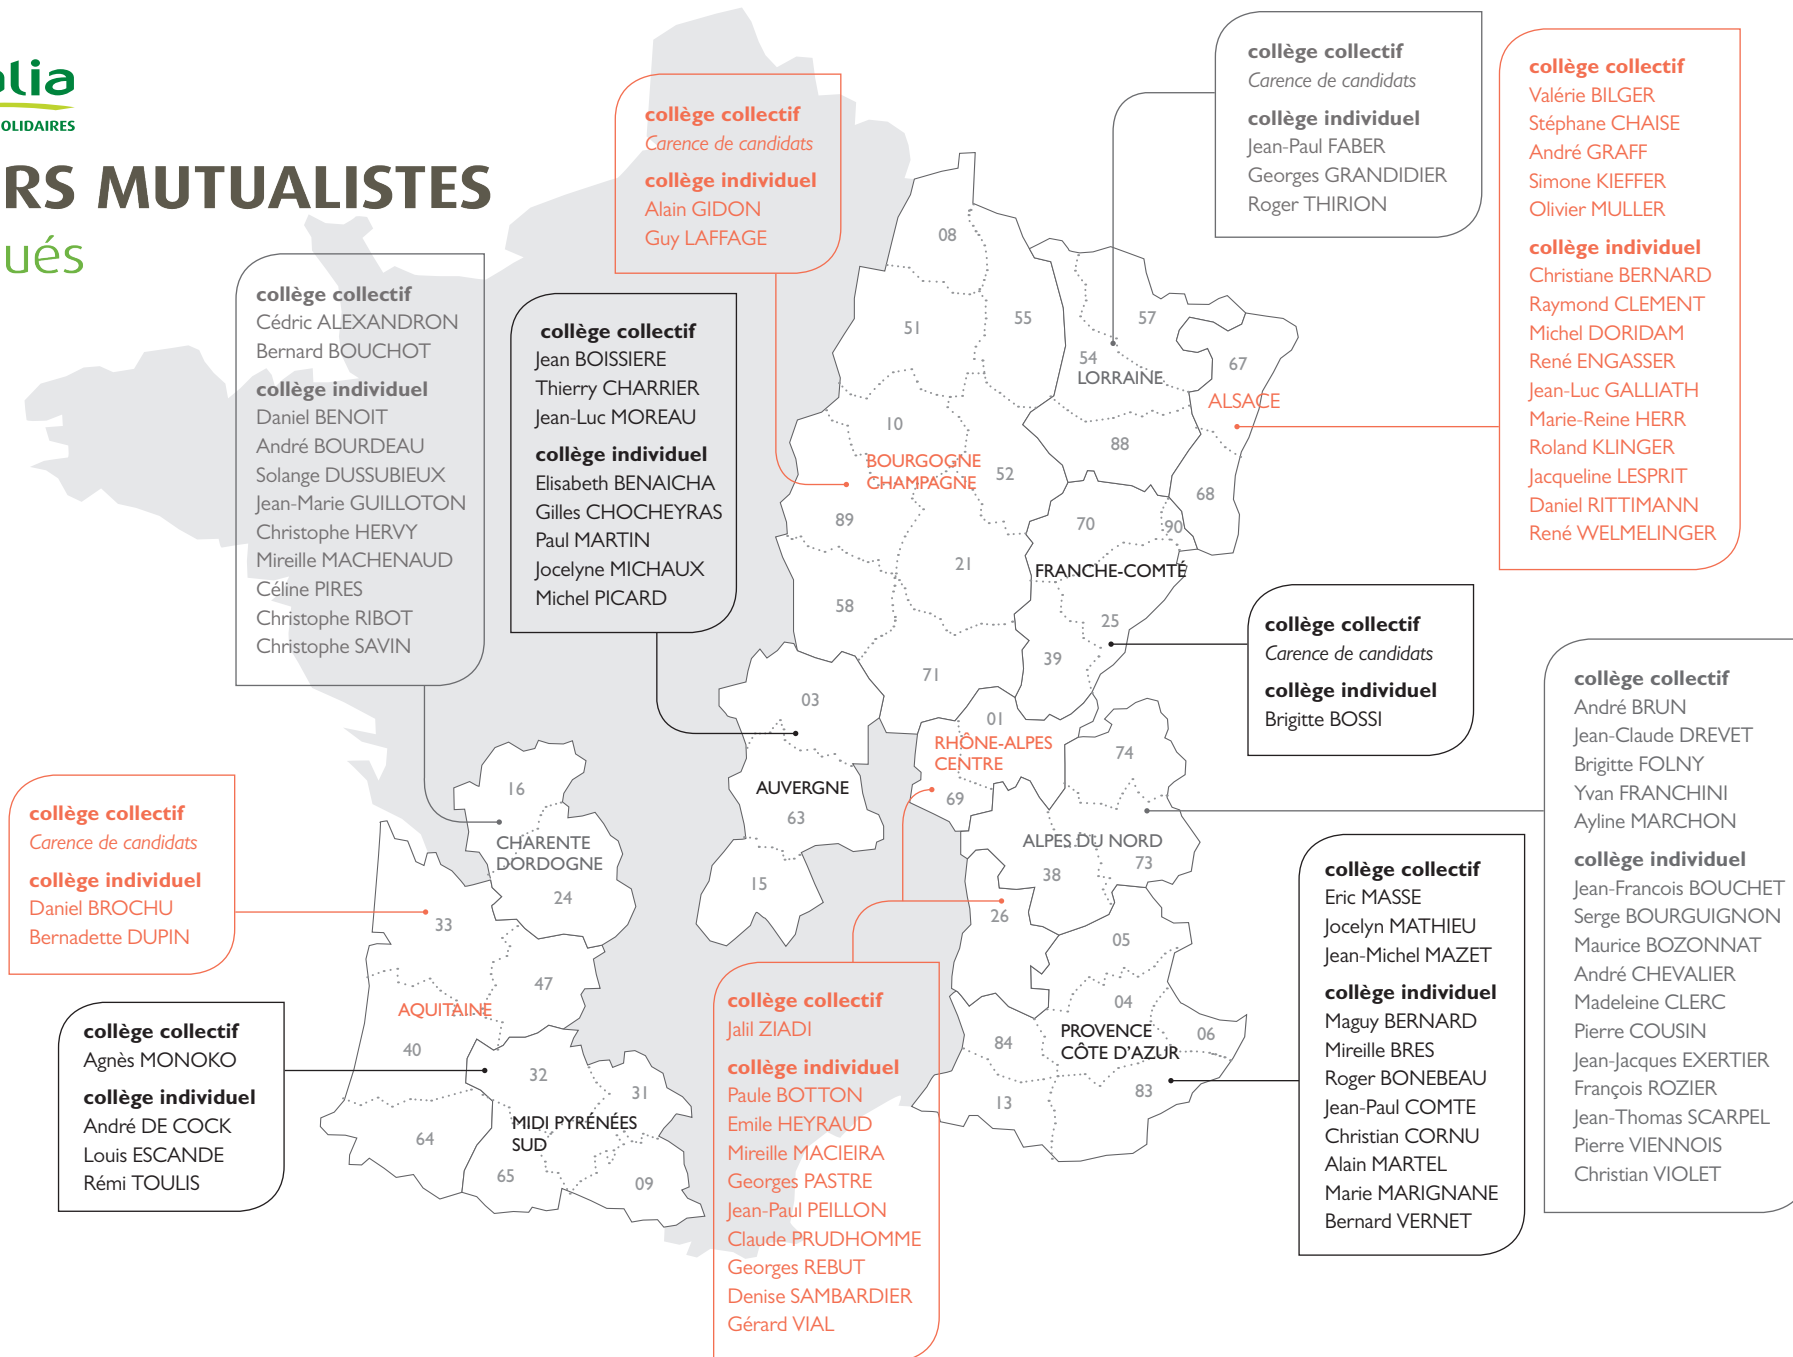 alia
OLIDAIRES
RS MUTUALISTES
ués
collège collectif
Carence de candidats
collège individuel
Alain GIDON
Guy LAFFAGE
collège collectif
Carence de candidats
collège individuel
Jean-Paul FABER
Georges GRANDIDIER
Roger THIRION
collège collectif
Valérie BILGER
Stéphane CHAISE
André GRAFF
Simone KIEFFER
Olivier MULLER
collège individuel
Christiane BERNARD
Raymond CLEMENT
Michel DORIDAM
René ENGASSER
Jean-Luc GALLIATH
Marie-Reine HERR
Roland KLINGER
Jacqueline LESPRIT
Daniel RITTIMANN
René WELMELINGER
collège collectif
Cédric ALEXANDRON
Bernard BOUCHOT
collège individuel
Daniel BENOIT
André BOURDEAU
Solange DUSSUBIEUX
Jean-Marie GUILLOTON
Christophe HERVY
Mireille MACHENAUD
Céline PIRES
Christophe RIBOT
Christophe SAVIN
collège collectif
Jean BOISSIERE
Thierry CHARRIER
Jean-Luc MOREAU
collège individuel
Elisabeth BENAICHA
Gilles CHOCHEYRAS
Paul MARTIN
Jocelyne MICHAUX
Michel PICARD
08
51
55
57
54
LORRAINE
67
ALSACE
10
88
BOURGOGNE
CHAMPAGNE
52
68
89
70
90
21
FRANCHE-COMTÉ
58
25
39
71
collège collectif
Carence de candidats
collège individuel
Brigitte BOSSI
03
01
RHÔNE-ALPES
CENTRE
74
AUVERGNE
69
63
ALPES DU NORD
73
38
15
26
16
CHARENTE
DORDOGNE
24
33
47
AQUITAINE
40
32
31
MIDI PYRÉNÉES
SUD
64
65
09
05
04
06
PROVENCE
CÔTE D'AZUR
84
83
13
collège collectif
Carence de candidats
collège individuel
Daniel BROCHU
Bernadette DUPIN
collège collectif
Agnès MONOKO
collège individuel
André DE COCK
Louis ESCANDE
Rémi TOULIS
collège collectif
Jalil ZIADI
collège individuel
Paule BOTTON
Emile HEYRAUD
Mireille MACIEIRA
Georges PASTRE
Jean-Paul PEILLON
Claude PRUDHOMME
Georges REBUT
Denise SAMBARDIER
Gérard VIAL
collège collectif
Eric MASSE
Jocelyn MATHIEU
Jean-Michel MAZET
collège individuel
Maguy BERNARD
Mireille BRES
Roger BONEBEAU
Jean-Paul COMTE
Christian CORNU
Alain MARTEL
Marie MARIGNANE
Bernard VERNET
collège collectif
André BRUN
Jean-Claude DREVET
Brigitte FOLNY
Yvan FRANCHINI
Ayline MARCHON
collège individuel
Jean-Francois BOUCHET
Serge BOURGUIGNON
Maurice BOZONNAT
André CHEVALIER
Madeleine CLERC
Pierre COUSIN
Jean-Jacques EXERTIER
François ROZIER
Jean-Thomas SCARPEL
Pierre VIENNOIS
Christian VIOLET